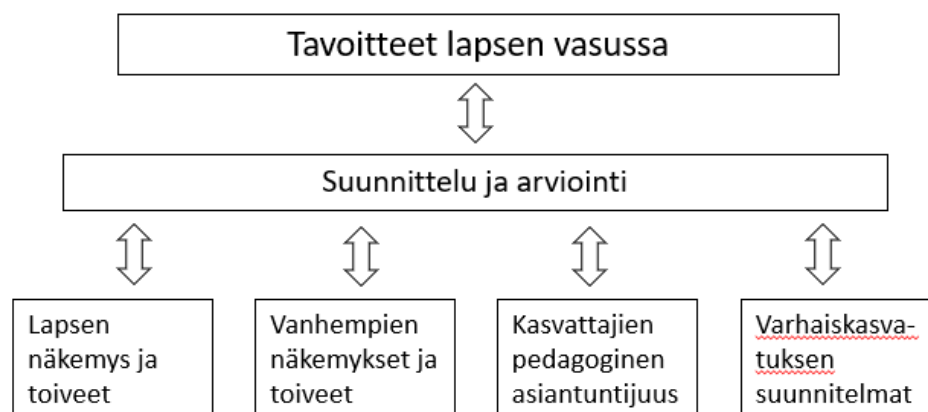 Tavoitteet lapsen vasussa
Suunnittelu ja arviointi
Lapsen
näkemys ja
toiveet
Vanhempien
näkemykset ja
toiveet
Kasvattajien
pedagoginen
asiantuntijuus
Varhaiskasva-
tuksen
suunnitelmat